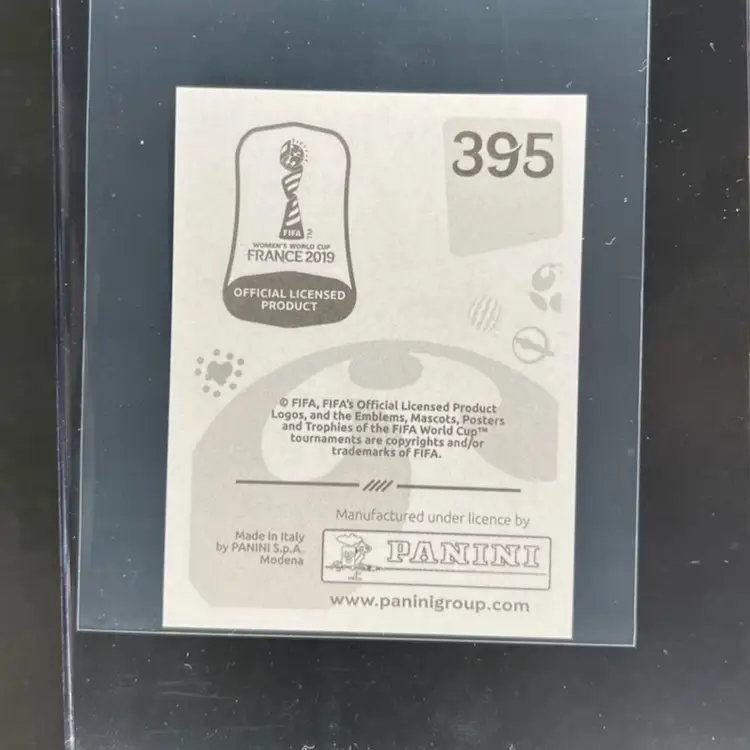 395
FIFA
TM
WOMEN'S WORLD CUP
FRANCE 2019
OFFICIAL LICENSED
PRODUCT
© FIFA, FIFA's Official Licensed Product
Logos, and the Emblems, Mascots, Posters
and Trophies of the FIFA World Cup™
tournaments are copyrights and/or
trademarks of FIFA.
Manufactured under licence by
Made in Italy
by PANINI S.p.A.
Modena
PANINI
www.paninigroup.com